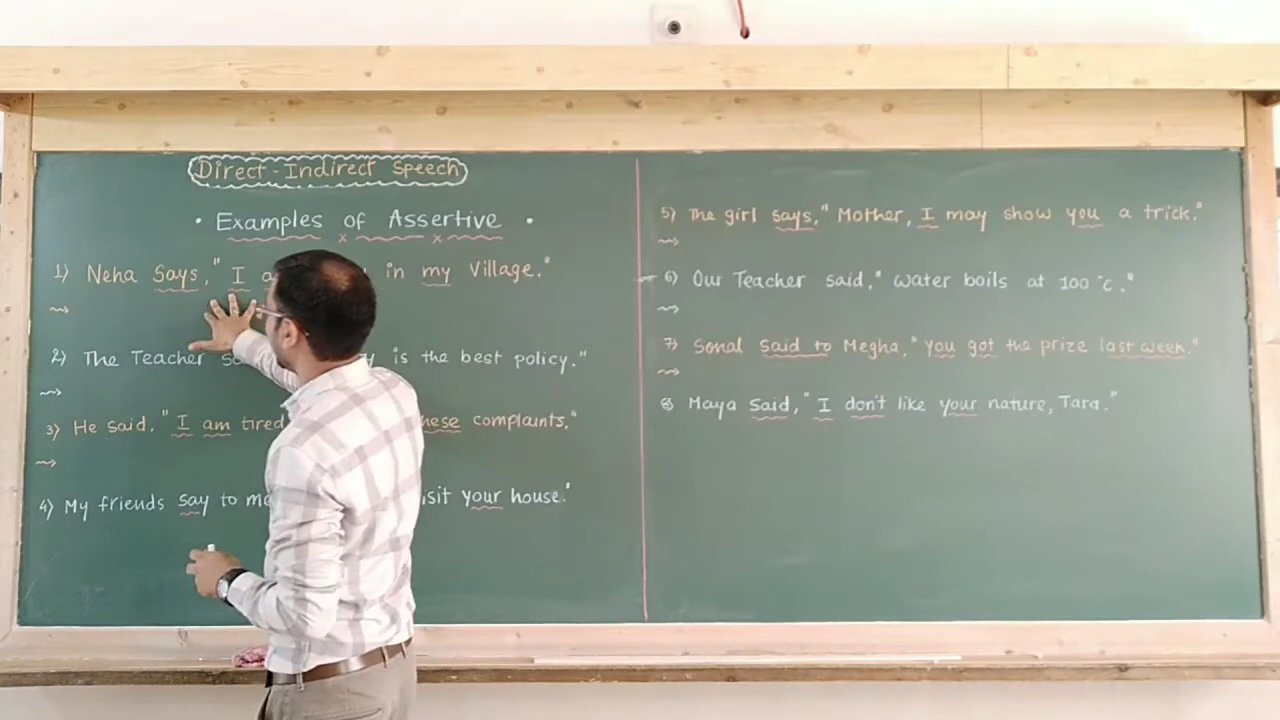 Direct-Indirect Speech
• Examples of Assertive •
1) Neha Says, "I in my Village."
2) The Teacher is the best policy."
3) He said, "I am tired these complaints."
4) My friends say to me visit your house."
5) The girl says, "Mother, I may show you a trick."
6) Our Teacher said, "Water boils at 100 °c."
7) Sonal said to Megha, "You got the prize last week."
8) Maya said, "I don't like your nature, Tara."